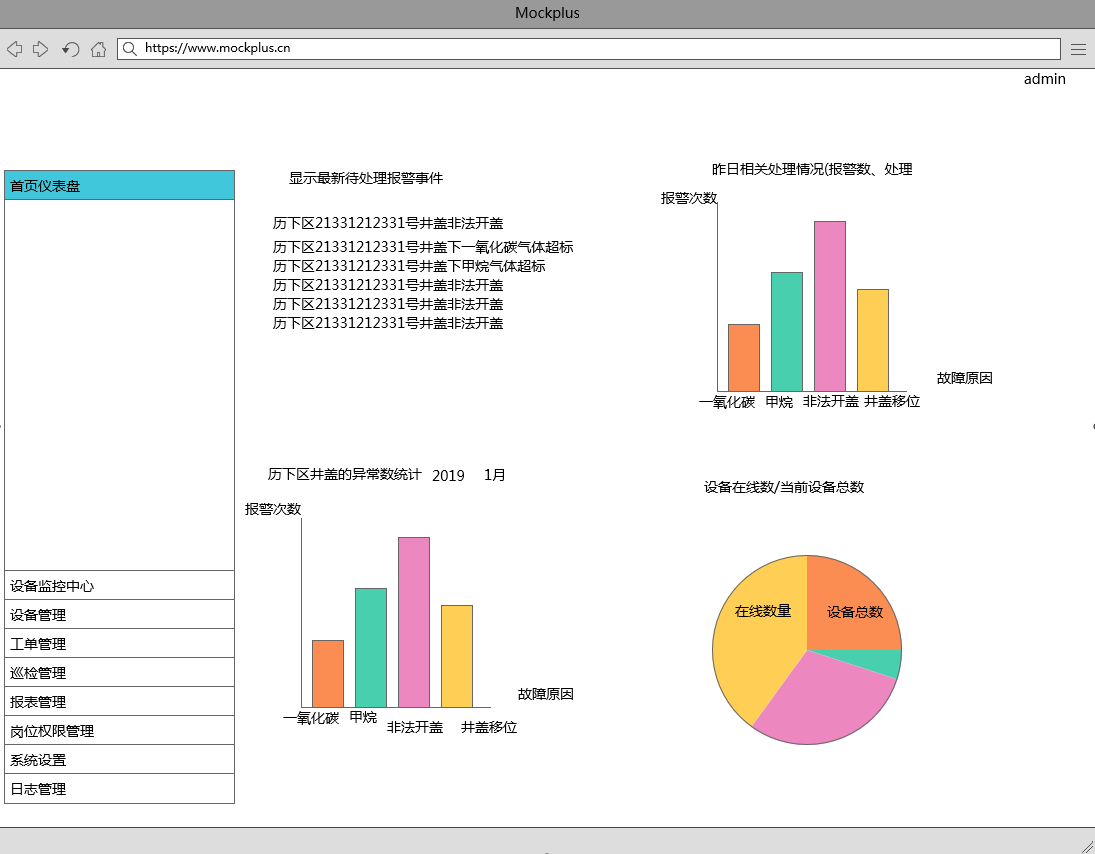 Mockplus
https://www.mockplus.cn
admin
首页仪表盘
设备监控中心
设备管理
工单管理
巡检管理
报表管理
岗位权限管理
系统设置
日志管理
显示最新待处理报警事件
历下区21331212331号井盖非法开盖
历下区21331212331号井盖下一氧化碳气体超标
历下区21331212331号井盖下甲烷气体超标
历下区21331212331号井盖非法开盖
历下区21331212331号井盖非法开盖
历下区21331212331号井盖非法开盖
昨日相关处理情况(报警数、处理
报警次数
故障原因
一氧化碳 甲烷 非法开盖 井盖移位
历下区井盖的异常数统计 2019 1月
报警次数
故障原因
一氧化碳 甲烷 非法开盖 井盖移位
设备在线数/当前设备总数
在线数量 设备总数